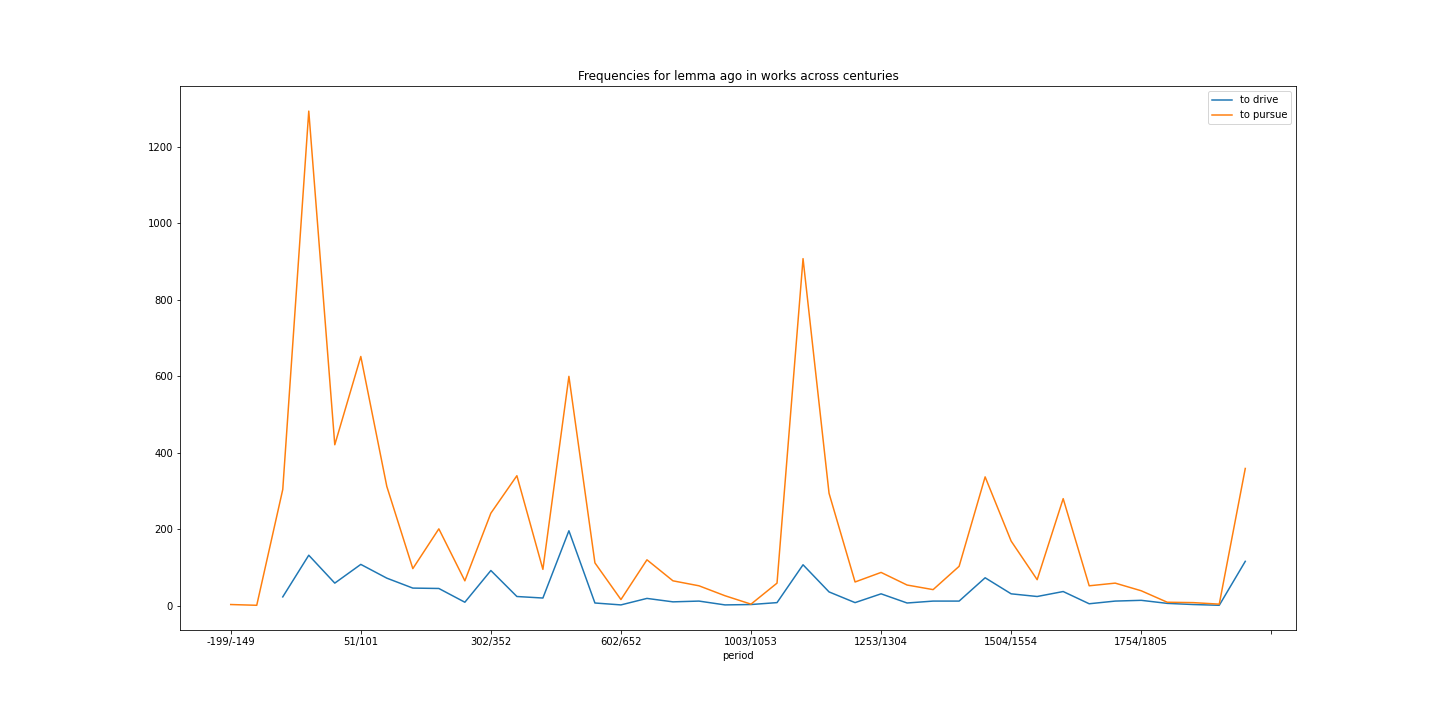 Frequencies for lemma ago in works across centuries
to drive
to pursue
1200
1000
800
600
400
200
0
-199/-149 51/101 302/352 602/652 1003/1053 1253/1304 1504/1554 1754/1805
period